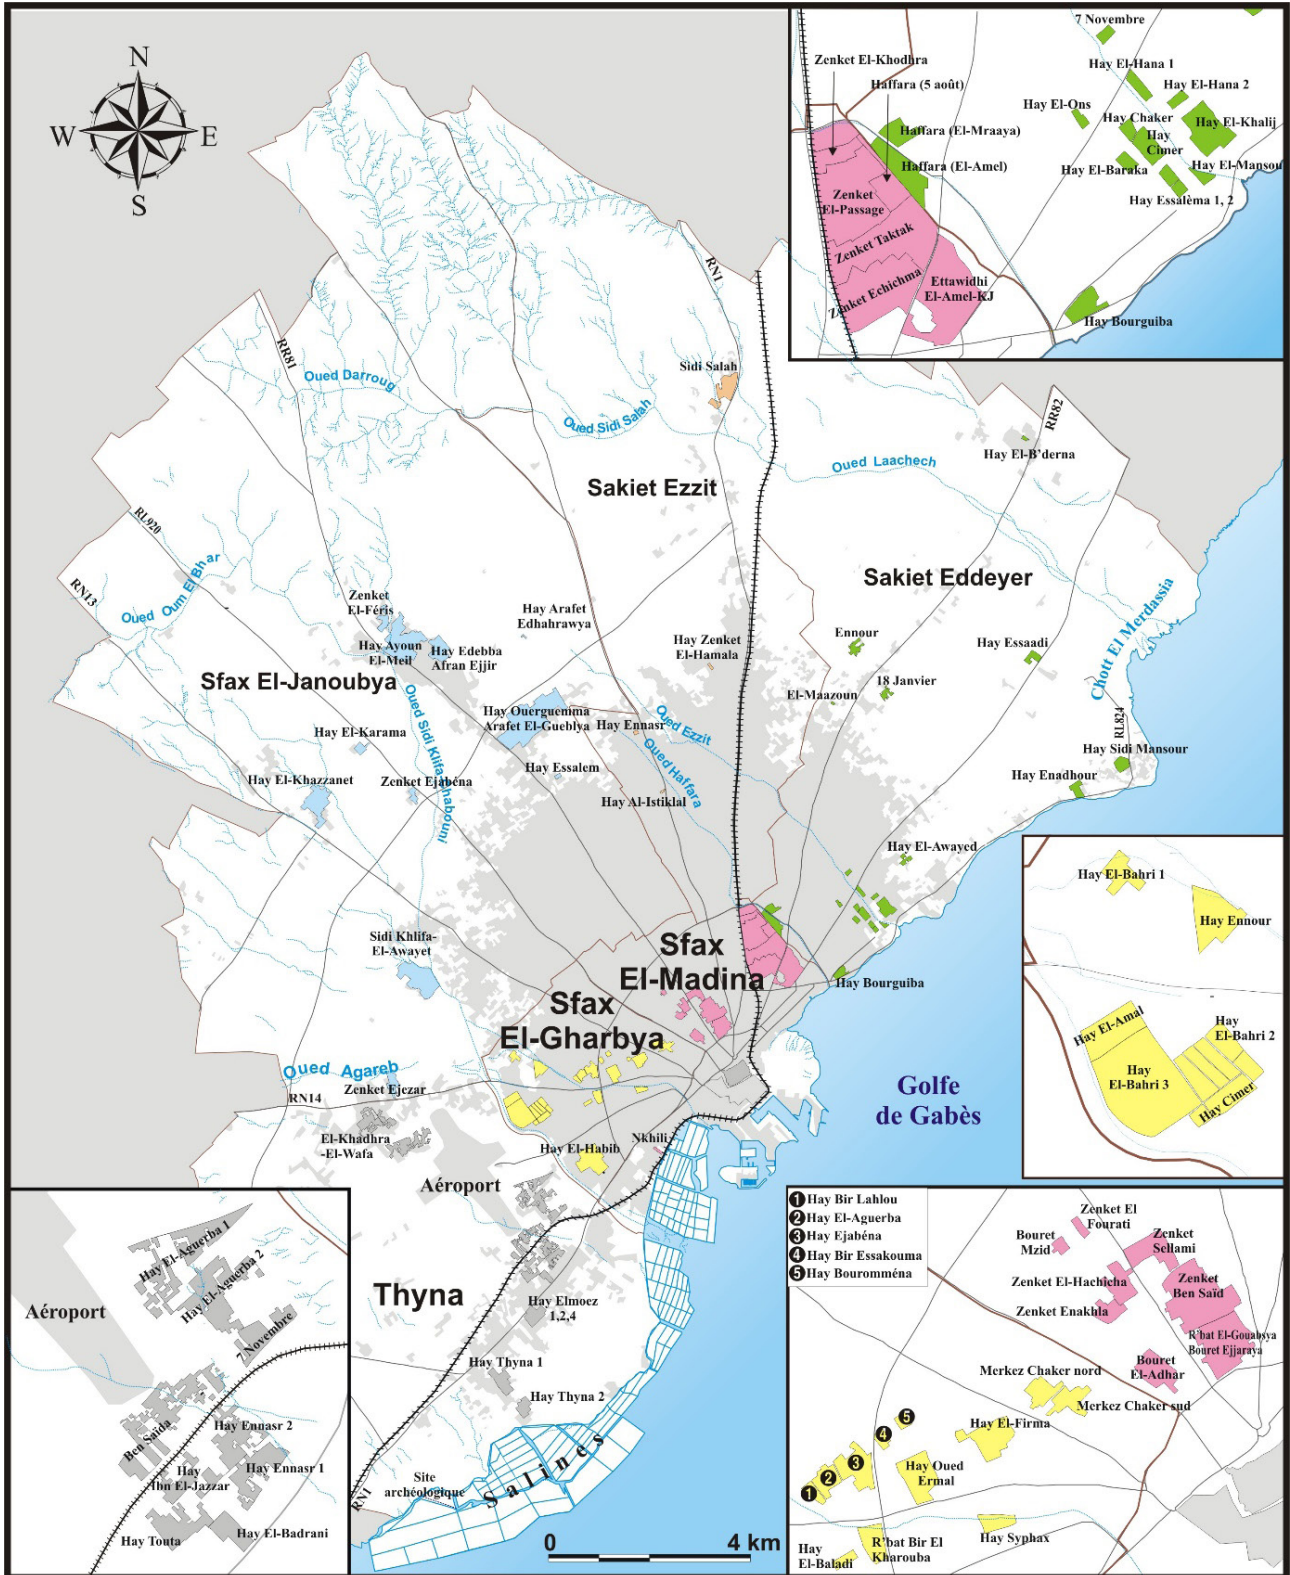 N
W
E
S
7 Novembre
Zenket El-Khodhra
Hay El-Hana 1
Haffara (5 août)
Hay El-Hana 2
Hay El-Ons
Hay Chaker
Hay El-Khalij
Haffara (El-Mraaya)
Hay
Cimer
Haffara (El-Amel)
Hay El-Baraka
Hay El-Mansou
Zenket
El-Passage
Hay Essalèma 1, 2
Zenket Taktak
Zenket Echichma
Ettawidhi
El-Amel-KJ
Hay Bourguiba
RN1
RR81
Oued Darroug
Sidi Salah
Oued Sidi Salah
RR82
Hay El-B'derna
Oued Laachech
Sakiet Ezzit
RL920
Oued Oum El Bhar
RN13
Sakiet Eddeyer
Chott El Merdassia
Zenket
El-Féris
Hay Arafet
Edhahrawya
Hay Ayoun
El-Meil
Hay Edebba
Afran Ejjir
Hay Zenket
El-Hamala
Ennour
Hay Essaadi
Sfax El-Janoubya
18 Janvier
El-Maazoun
Oued Sidi Klifa-Chabouni
Hay Ouerguemma
Arafet El-Gueblya
Hay Ennasr
Oued Ezzit
Oued Haffara
RL824
Hay El-Karama
Hay Sidi Mansour
Hay El-Khazzanet
Zenket Ejabéna
Hay Essalem
Hay Enadhour
Hay Al-Istiklal
Hay El-Awayed
Sidi Khlifa-
El-Awayet
Sfax
El-Madina
Hay Bourguiba
Sfax
El-Gharbya
Oued Agareb
Zenket Ejezar
RN14
Golfe
de Gabès
El-Khadhra
-El-Wafa
Hay El-Habib
Nkhili
Aéroport
Thyna
Hay Elmoez
1,2,4
Hay Thyna 1
Hay Thyna 2
Salines
Site
archéologique
RN1
0
4 km
Hay El-Bahri 1
Hay Ennour
Hay El-Amal
Hay
El-Bahri 2
Hay
El-Bahri 3
Hay Cimer
Hay El-Aguerba 1
Hay El-Aguerba 2
Aéroport
7 Novembre
Ben Saïda
Hay Ennasr 2
Hay Ennasr 1
Hay
Ibn El-Jazzar
Hay Touta
Hay El-Badrani
1 Hay Bir Lahlou
2 Hay El-Aguerba
3 Hay Ejabéna
4 Hay Bir Essakouma
5 Hay Bouromména
Zenket El
Fourati
Bouret
Mzid
Zenket
Sellami
Zenket El-Hachicha
Zenket
Ben Saïd
Zenket Enakhla
R'bat El-Gouabsya
Bouret Ejjaraya
Bouret
El-Adhar
Merkez Chaker nord
Merkez Chaker sud
Hay El-Firma
5
4
3
2
1
Hay Oued
Ermal
Hay Syphax
R'bat Bir El
Kharouba
Hay
El-Baladi